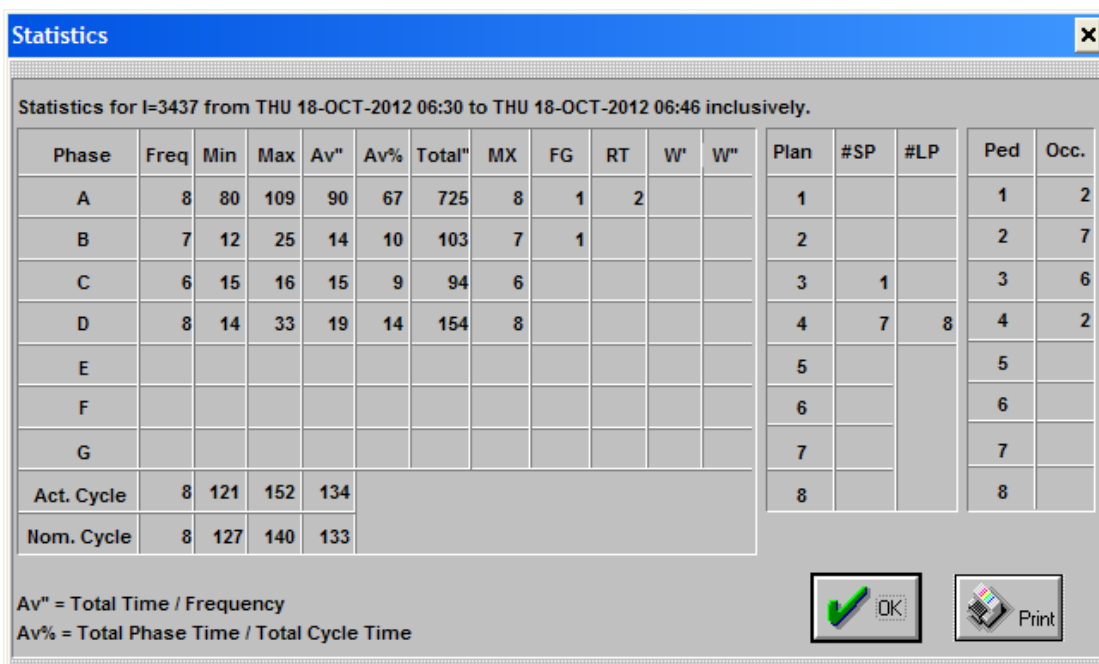 Statistics
Statistics for I=3437 from THU 18-OCT-2012 06:30 to THU 18-OCT-2012 06:46 inclusively.
Phase Freq Min Max Av" Av% Total" MX FG RT W' W" Plan #SP #LP Ped Occ.
A 8 80 109 90 67 725 8 1 2 1 1 2
B 7 12 25 14 10 103 7 1 2 2 7
C 6 15 16 15 9 94 6 3 1 3 6
D 8 14 33 19 14 154 8 4 7 8 4 2
E 5 5
F 6 6
G 7 7
Act. Cycle 8 121 152 134 8 8
Nom. Cycle 8 127 140 133
Av" = Total Time / Frequency
Av% = Total Phase Time / Total Cycle Time
OK Print